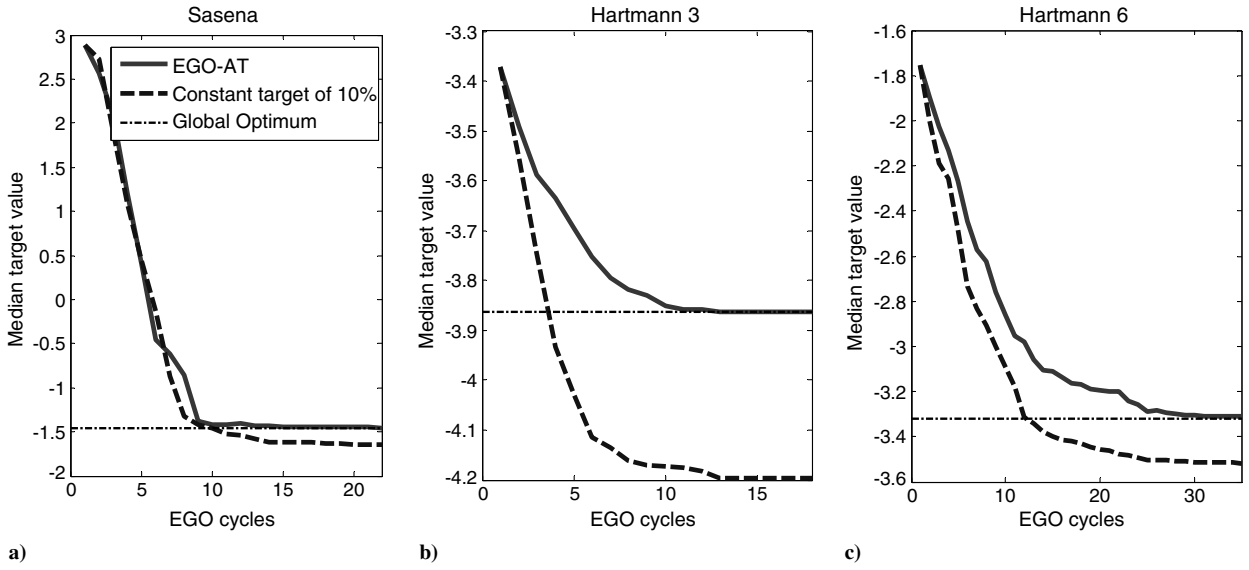 Sasena
3
2.5
2
1.5
1
0.5
0
-0.5
-1
-1.5
-2
0 5 10 15 20
Median target value
EGO cycles
EGO-AT
Constant target of 10%
Global Optimum
a)
Hartmann 3
-3.3
-3.4
-3.5
-3.6
-3.7
-3.8
-3.9
-4
-4.1
-4.2
0 5 10 15
Median target value
EGO cycles
b)
Hartmann 6
-1.6
-1.8
-2
-2.2
-2.4
-2.6
-2.8
-3
-3.2
-3.4
-3.6
0 10 20 30
Median target value
EGO cycles
c)